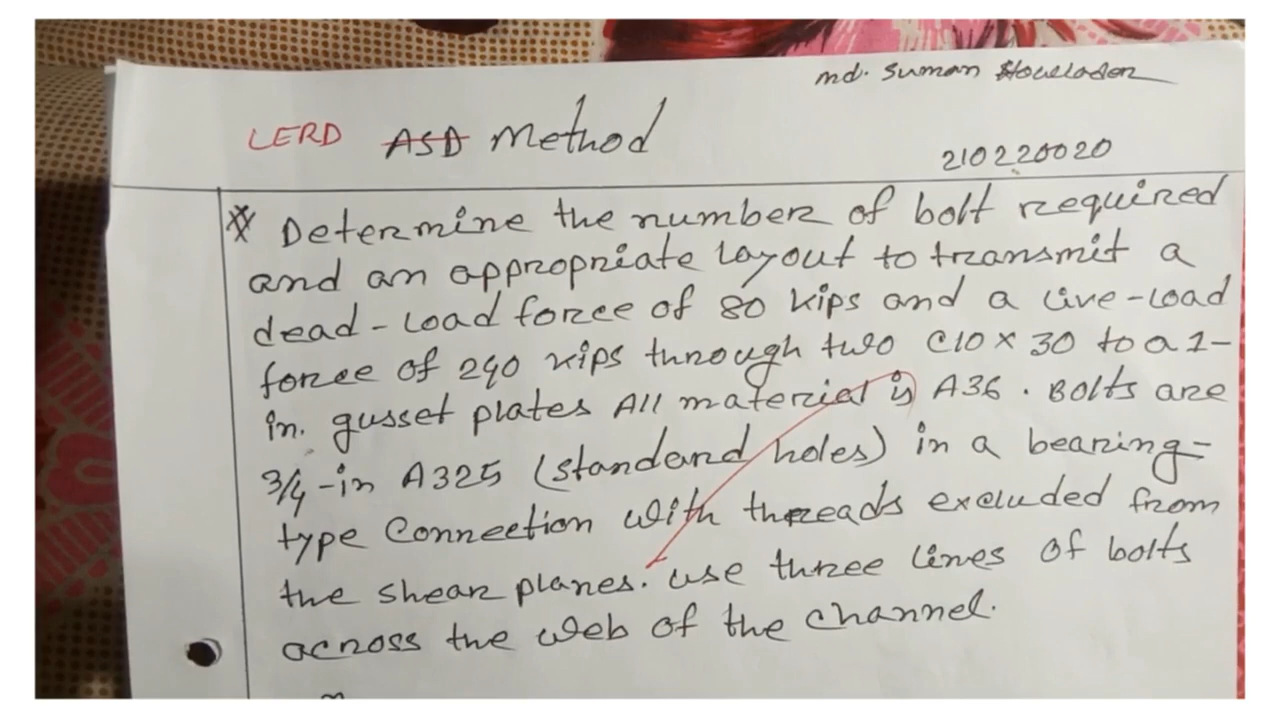 md. Suman Howlader
LERD ASD Method
210220020
* Determine the number of bolt required
and an appropriate layout to transmit a
dead-load force of 80 kips and a live-load
force of 240 kips through two C10 × 30 to a 1-
in. gusset plates All material is A36. Bolts are
3/4-in A325 (standard holes) in a bearing-
type connection with threads excluded from
the shear planes. use three lines of bolts
across the web of the channel.